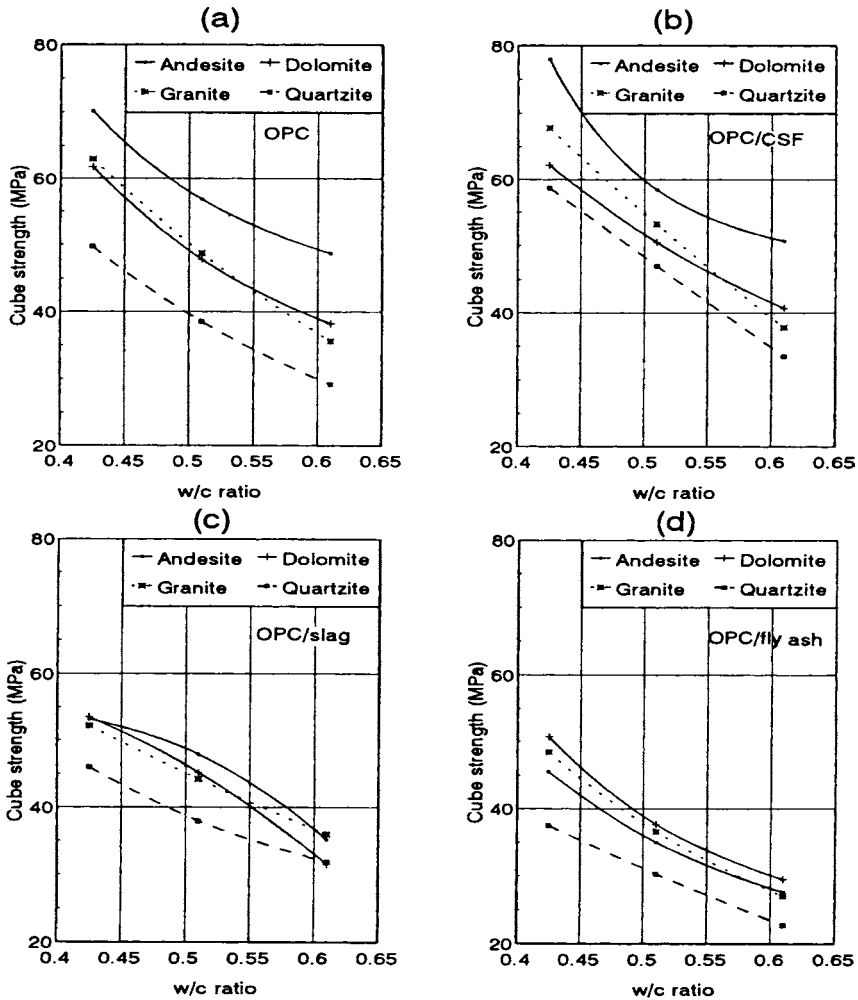 (a)
80
60
40
20
Cube strength (MPa)
Andesite Dolomite
Granite Quartzite
OPC
0.4 0.45 0.5 0.55 0.6 0.65
w/c ratio
(b)
80
60
40
20
Cube strength (MPa)
Andesite Dolomite
Granite Quartzite
OPC/CSF
0.4 0.45 0.5 0.55 0.6 0.65
w/c ratio
(c)
80
60
40
20
Cube strength (MPa)
Andesite Dolomite
Granite Quartzite
OPC/slag
0.4 0.45 0.5 0.55 0.6 0.65
w/c ratio
(d)
80
60
40
20
Cube strength (MPa)
Andesite Dolomite
Granite Quartzite
OPC/fly ash
0.4 0.45 0.5 0.55 0.6 0.65
w/c ratio